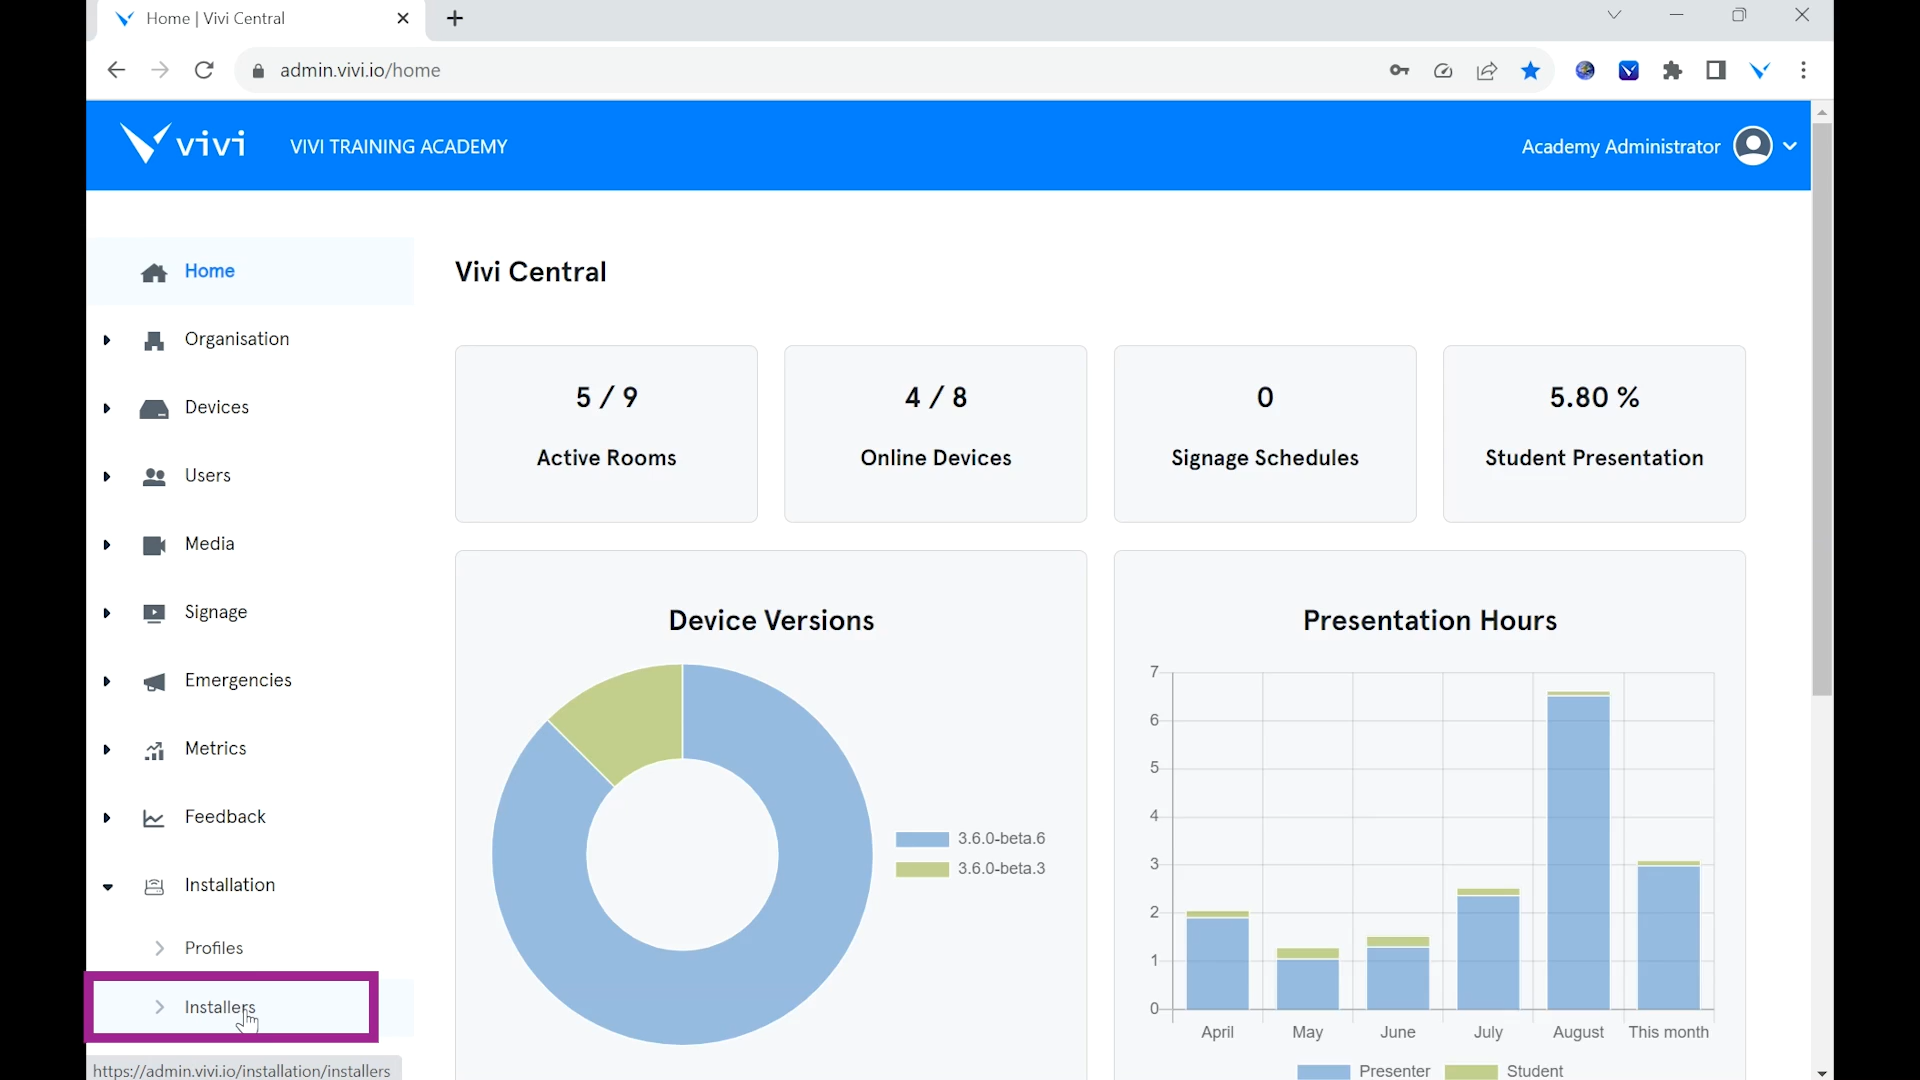 Home | Vivi Central
admin.vivi.io/home
vivi
VIVI TRAINING ACADEMY
Academy Administrator
Home
Organisation
Devices
Users
Media
Signage
Emergencies
Metrics
Feedback
Installation
Profiles
Installers
https://admin.vivi.io/installation/installers
Vivi Central
5 / 9
Active Rooms
4 / 8
Online Devices
0
Signage Schedules
5.80 %
Student Presentation
Device Versions
3.6.0-beta.6
3.6.0-beta.3
Presentation Hours
7
6
5
4
3
2
1
0
April May June July August This month
Presenter Student